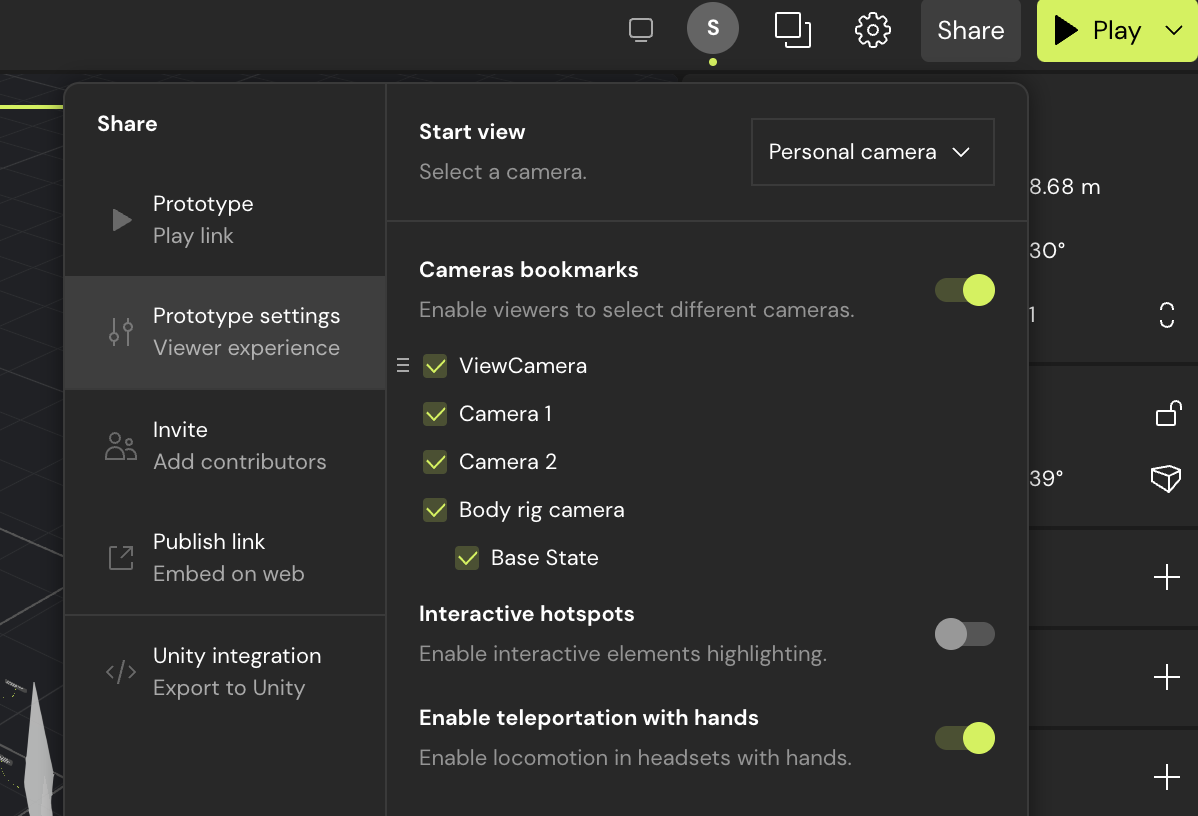 S
Share
Play
Share
Prototype
Play link
Prototype settings
Viewer experience
Invite
Add contributors
Publish link
Embed on web
Unity integration
Export to Unity
Start view
Select a camera.
Personal camera
Cameras bookmarks
Enable viewers to select different cameras.
ViewCamera
Camera 1
Camera 2
Body rig camera
Base State
Interactive hotspots
Enable interactive elements highlighting.
Enable teleportation with hands
Enable locomotion in headsets with hands.
8.68 m
30°
1
39°